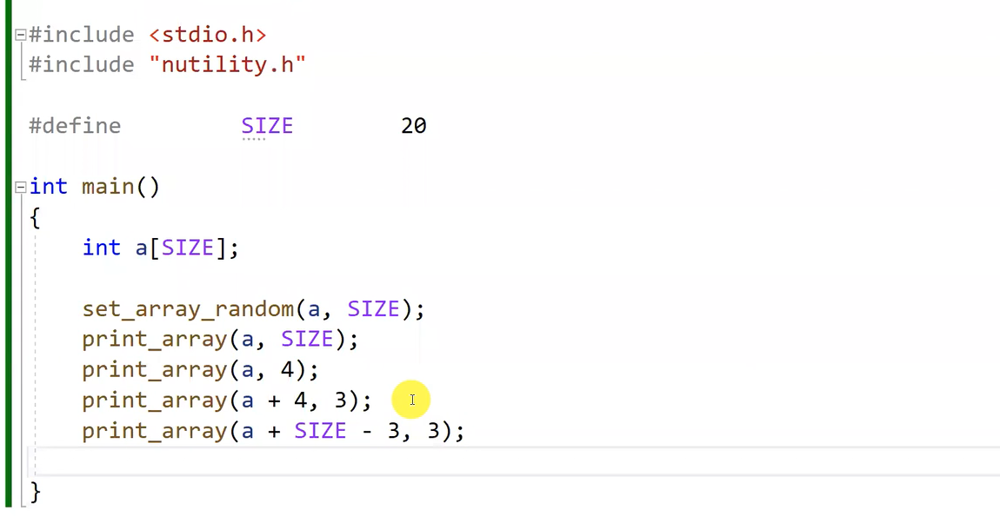 #include <stdio.h>
#include "nutility.h"
#define SIZE 20
int main()
{
int a[SIZE];
set_array_random(a, SIZE);
print_array(a, SIZE);
print_array(a, 4);
print_array(a + 4, 3);
print_array(a + SIZE - 3, 3);
}